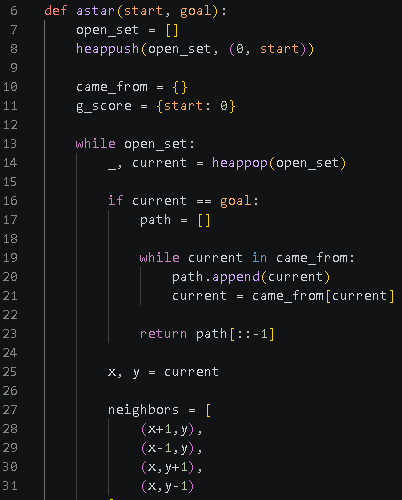 6 def astar(start, goal):
7     open_set = []
8     heappush(open_set, (0, start))
9
10     came_from = {}
11     g_score = {start: 0}
12
13     while open_set:
14         _, current = heappop(open_set)
15
16         if current == goal:
17             path = []
18
19             while current in came_from:
20                 path.append(current)
21                 current = came_from[current]
22
23             return path[::-1]
24
25         x, y = current
26
27         neighbors = [
28             (x+1,y),
29             (x-1,y),
30             (x,y+1),
31             (x,y-1)